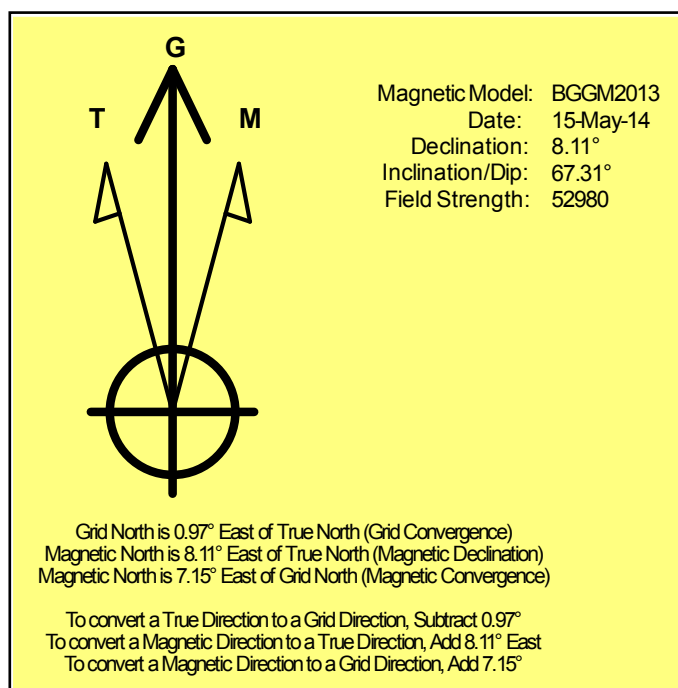 G
T
M
Magnetic Model: BGGM2013
Date: 15-May-14
Declination: 8.11°
Inclination/Dip: 67.31°
Field Strength: 52980
Grid North is 0.97° East of True North (Grid Convergence)
Magnetic North is 8.11° East of True North (Magnetic Declination)
Magnetic North is 7.15° East of Grid North (Magnetic Convergence)
To convert a True Direction to a Grid Direction, Subtract 0.97°
To convert a Magnetic Direction to a True Direction, Add 8.11° East
To convert a Magnetic Direction to a Grid Direction, Add 7.15°